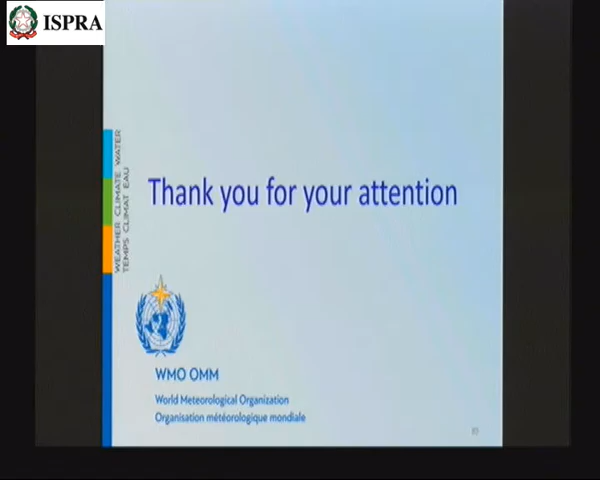 ISPRA
WEATHER CLIMATE WATER
TEMPS CLIMAT EAU
Thank you for your attention
WMO OMM
World Meteorological Organization
Organisation météorologique mondiale